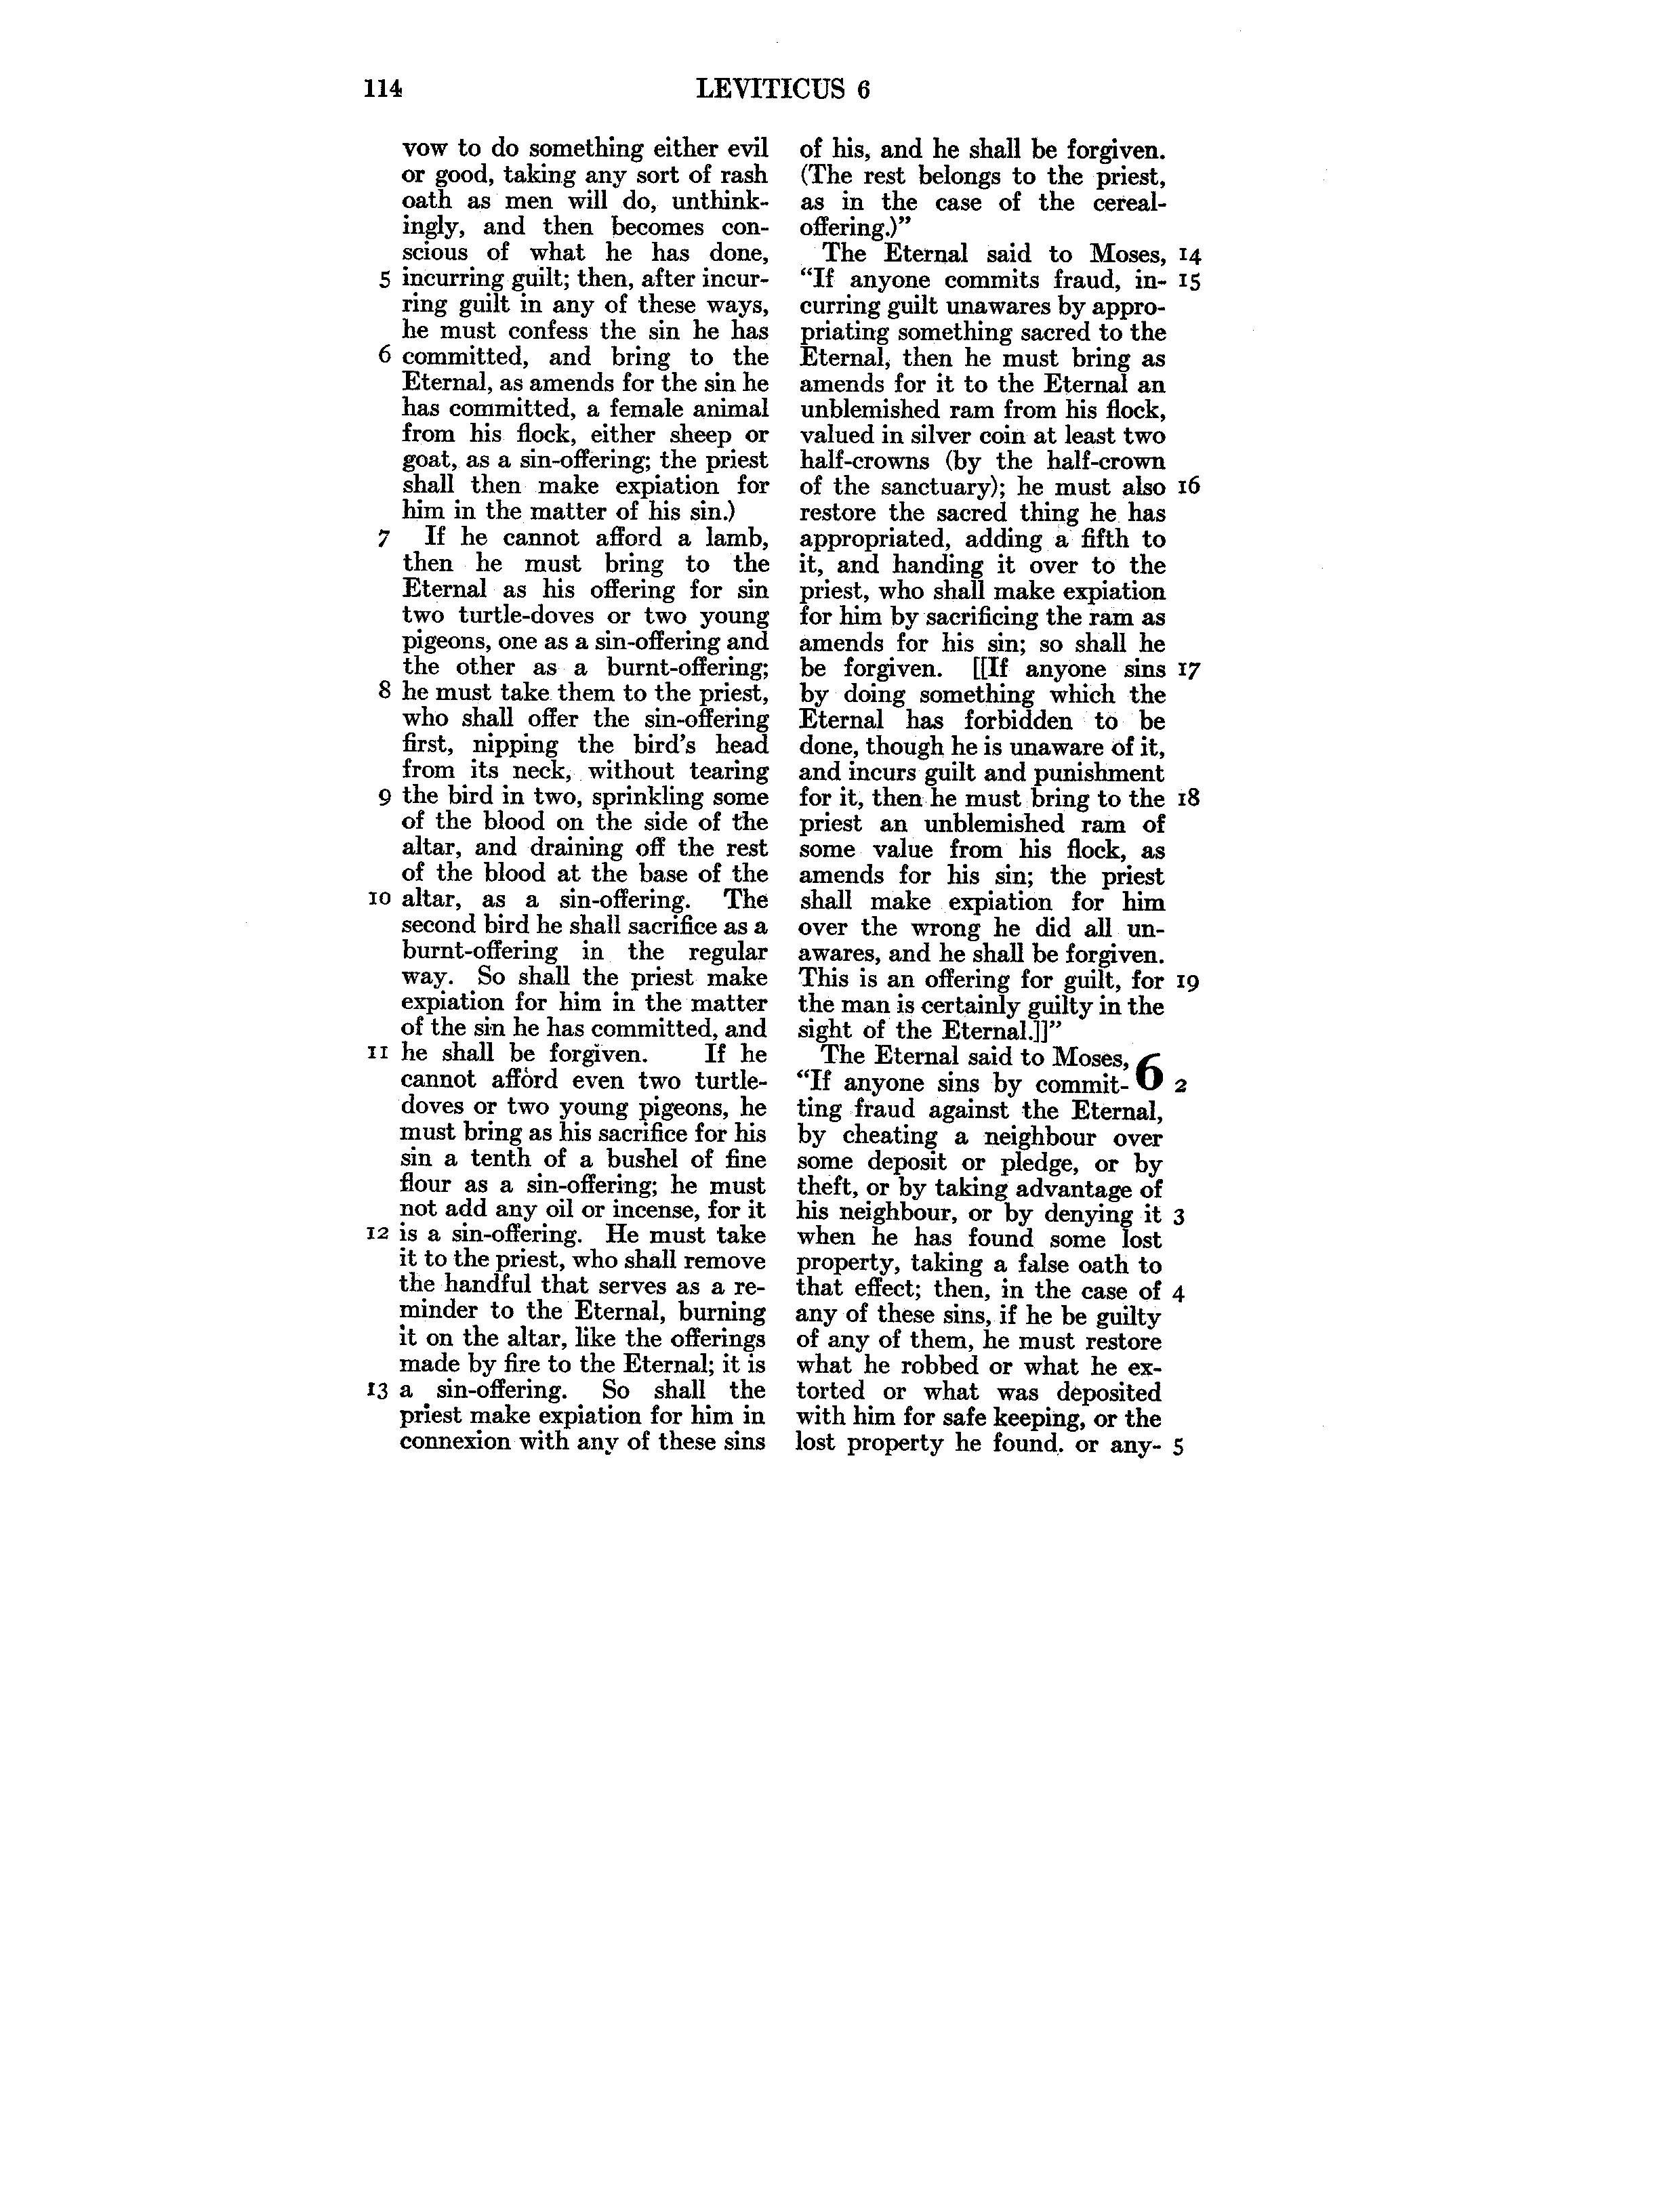 114 LEVITICUS 6
vow to do something either evil
or good, taking any sort of rash
oath as men will do, unthink-
ingly, and then becomes con-
scious of what he has done,
5 incurring guilt; then, after incur-
ring guilt in any of these ways,
he must confess the sin he has
6 committed, and bring to the
Eternal, as amends for the sin he
has committed, a female animal
from his flock, either sheep or
goat, as a sin-offering; the priest
shall then make expiation for
him in the matter of his sin.)
7 If he cannot afford a lamb,
then he must bring to the
Eternal as his offering for sin
two turtle-doves or two young
pigeons, one as a sin-offering and
the other as a burnt-offering;
8 he must take them to the priest,
who shall offer the sin-offering
first, nipping the bird's head
from its neck, without tearing
9 the bird in two, sprinkling some
of the blood on the side of the
altar, and draining off the rest
of the blood at the base of the
10 altar, as a sin-offering. The
second bird he shall sacrifice as a
burnt-offering in the regular
way. So shall the priest make
expiation for him in the matter
of the sin he has committed, and
11 he shall be forgiven. If he
cannot afford even two turtle-
doves or two young pigeons, he
must bring as his sacrifice for his
sin a tenth of a bushel of fine
flour as a sin-offering; he must
not add any oil or incense, for it
12 is a sin-offering. He must take
it to the priest, who shall remove
the handful that serves as a re-
minder to the Eternal, burning
it on the altar, like the offerings
made by fire to the Eternal; it is
13 a sin-offering. So shall the
priest make expiation for him in
connexion with any of these sins
of his, and he shall be forgiven.
(The rest belongs to the priest,
as in the case of the cereal-
offering.)”
The Eternal said to Moses, 14
“If anyone commits fraud, in- 15
curring guilt unawares by appro-
priating something sacred to the
Eternal, then he must bring as
amends for it to the Eternal an
unblemished ram from his flock,
valued in silver coin at least two
half-crowns (by the half-crown
of the sanctuary); he must also 16
restore the sacred thing he has
appropriated, adding a fifth to
it, and handing it over to the
priest, who shall make expiation
for him by sacrificing the ram as
amends for his sin; so shall he
be forgiven. [[If anyone sins 17
by doing something which the
Eternal has forbidden to be
done, though he is unaware of it,
and incurs guilt and punishment
for it, then he must bring to the 18
priest an unblemished ram of
some value from his flock, as
amends for his sin; the priest
shall make expiation for him
over the wrong he did all un-
awares, and he shall be forgiven.
This is an offering for guilt, for 19
the man is certainly guilty in the
sight of the Eternal.]]”
The Eternal said to Moses, 6
“If anyone sins by commit- 2
ting fraud against the Eternal,
by cheating a neighbour over
some deposit or pledge, or by
theft, or by taking advantage of
his neighbour, or by denying it 3
when he has found some lost
property, taking a false oath to
that effect; then, in the case of 4
any of these sins, if he be guilty
of any of them, he must restore
what he robbed or what he ex-
torted or what was deposited
with him for safe keeping, or the
lost property he found, or any- 5